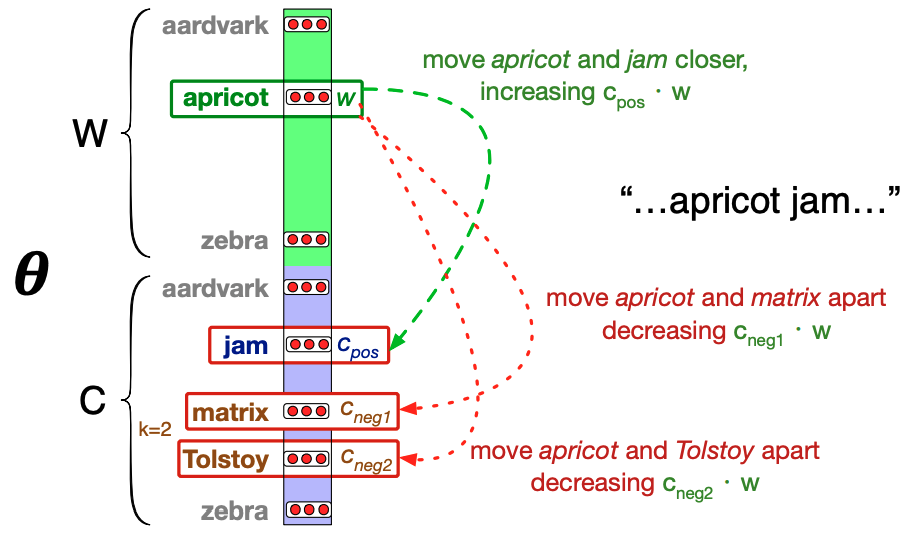 aardvark
move apricot and jam closer,
increasing cpos · w
apricot w
W
“…apricot jam…”
zebra
θ
aardvark
move apricot and matrix apart
decreasing cneg1 · w
jam cpos
C
matrix cneg1
k=2
Tolstoy cneg2
move apricot and Tolstoy apart
decreasing cneg2 · w
zebra